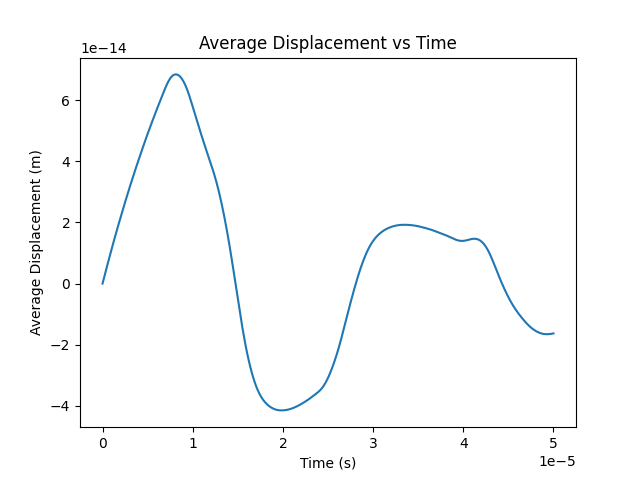 Average Displacement vs Time
1e−14
6
4
2
0
−2
−4
Average Displacement (m)
0 1 2 3 4 5
1e−5
Time (s)